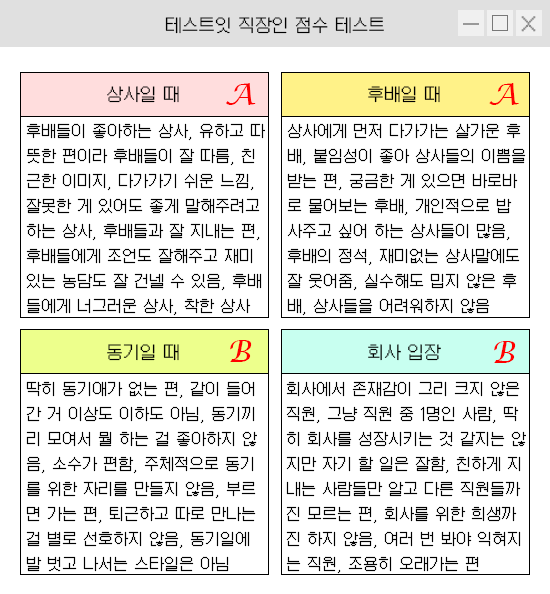 테스트잇 직장인 점수 테스트
상사일 때 A
후배들이 좋아하는 상사, 유하고 따
뜻한 편이라 후배들이 잘 따름, 친
근한 이미지, 다가가기 쉬운 느낌,
잘못한 게 있어도 좋게 말해주려고
하는 상사, 후배들과 잘 지내는 편,
후배들에게 조언도 잘해주고 재미
있는 농담도 잘 건넬 수 있음, 후배
들에게 너그러운 상사, 착한 상사
후배일 때 A
상사에게 먼저 다가가는 살가운 후
배, 붙임성이 좋아 상사들의 이쁨을
받는 편, 궁금한 게 있으면 바로바
로 물어보는 후배, 개인적으로 밥
사주고 싶어 하는 상사들이 많음,
후배의 정석, 재미없는 상사말에도
잘 웃어줌, 실수해도 밉지 않은 후
배, 상사들을 어려워하지 않음
동기일 때 B
딱히 동기애가 없는 편, 같이 들어
간 거 이상도 이하도 아님, 동기끼
리 모여서 뭘 하는 걸 좋아하지 않
음, 소수가 편함, 주체적으로 동기
를 위한 자리를 만들지 않음, 부르
면 가는 편, 퇴근하고 따로 만나는
걸 별로 선호하지 않음, 동기일에
발 벗고 나서는 스타일은 아님
회사 입장 B
회사에서 존재감이 그리 크지 않은
직원, 그냥 직원 중 1명인 사람, 딱
히 회사를 성장시키는 것 같지는 않
지만 자기 할 일은 잘함, 친하게 지
내는 사람들만 알고 다른 직원들까
진 모르는 편, 회사를 위한 희생까
진 하지 않음, 여러 번 봐야 익혀지
는 직원, 조용히 오래가는 편